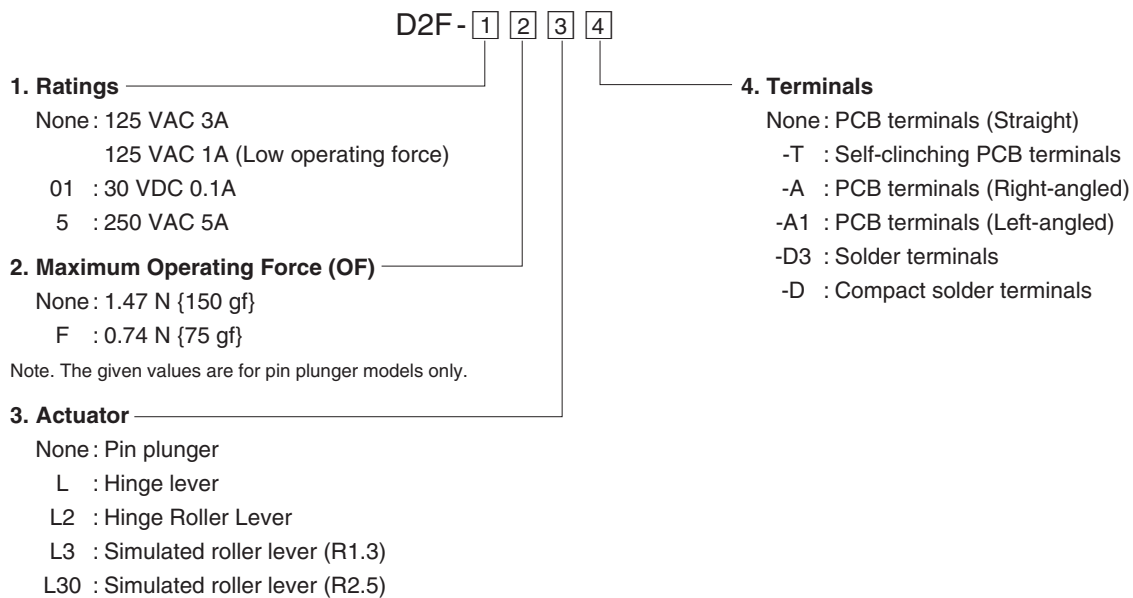 D2F- 1 2 3 4
1. Ratings
None : 125 VAC 3A
125 VAC 1A (Low operating force)
01 : 30 VDC 0.1A
5 : 250 VAC 5A
2. Maximum Operating Force (OF)
None : 1.47 N {150 gf}
F : 0.74 N {75 gf}
Note. The given values are for pin plunger models only.
3. Actuator
None : Pin plunger
L : Hinge lever
L2 : Hinge Roller Lever
L3 : Simulated roller lever (R1.3)
L30 : Simulated roller lever (R2.5)
4. Terminals
None : PCB terminals (Straight)
-T : Self-clinching PCB terminals
-A : PCB terminals (Right-angled)
-A1 : PCB terminals (Left-angled)
-D3 : Solder terminals
-D : Compact solder terminals